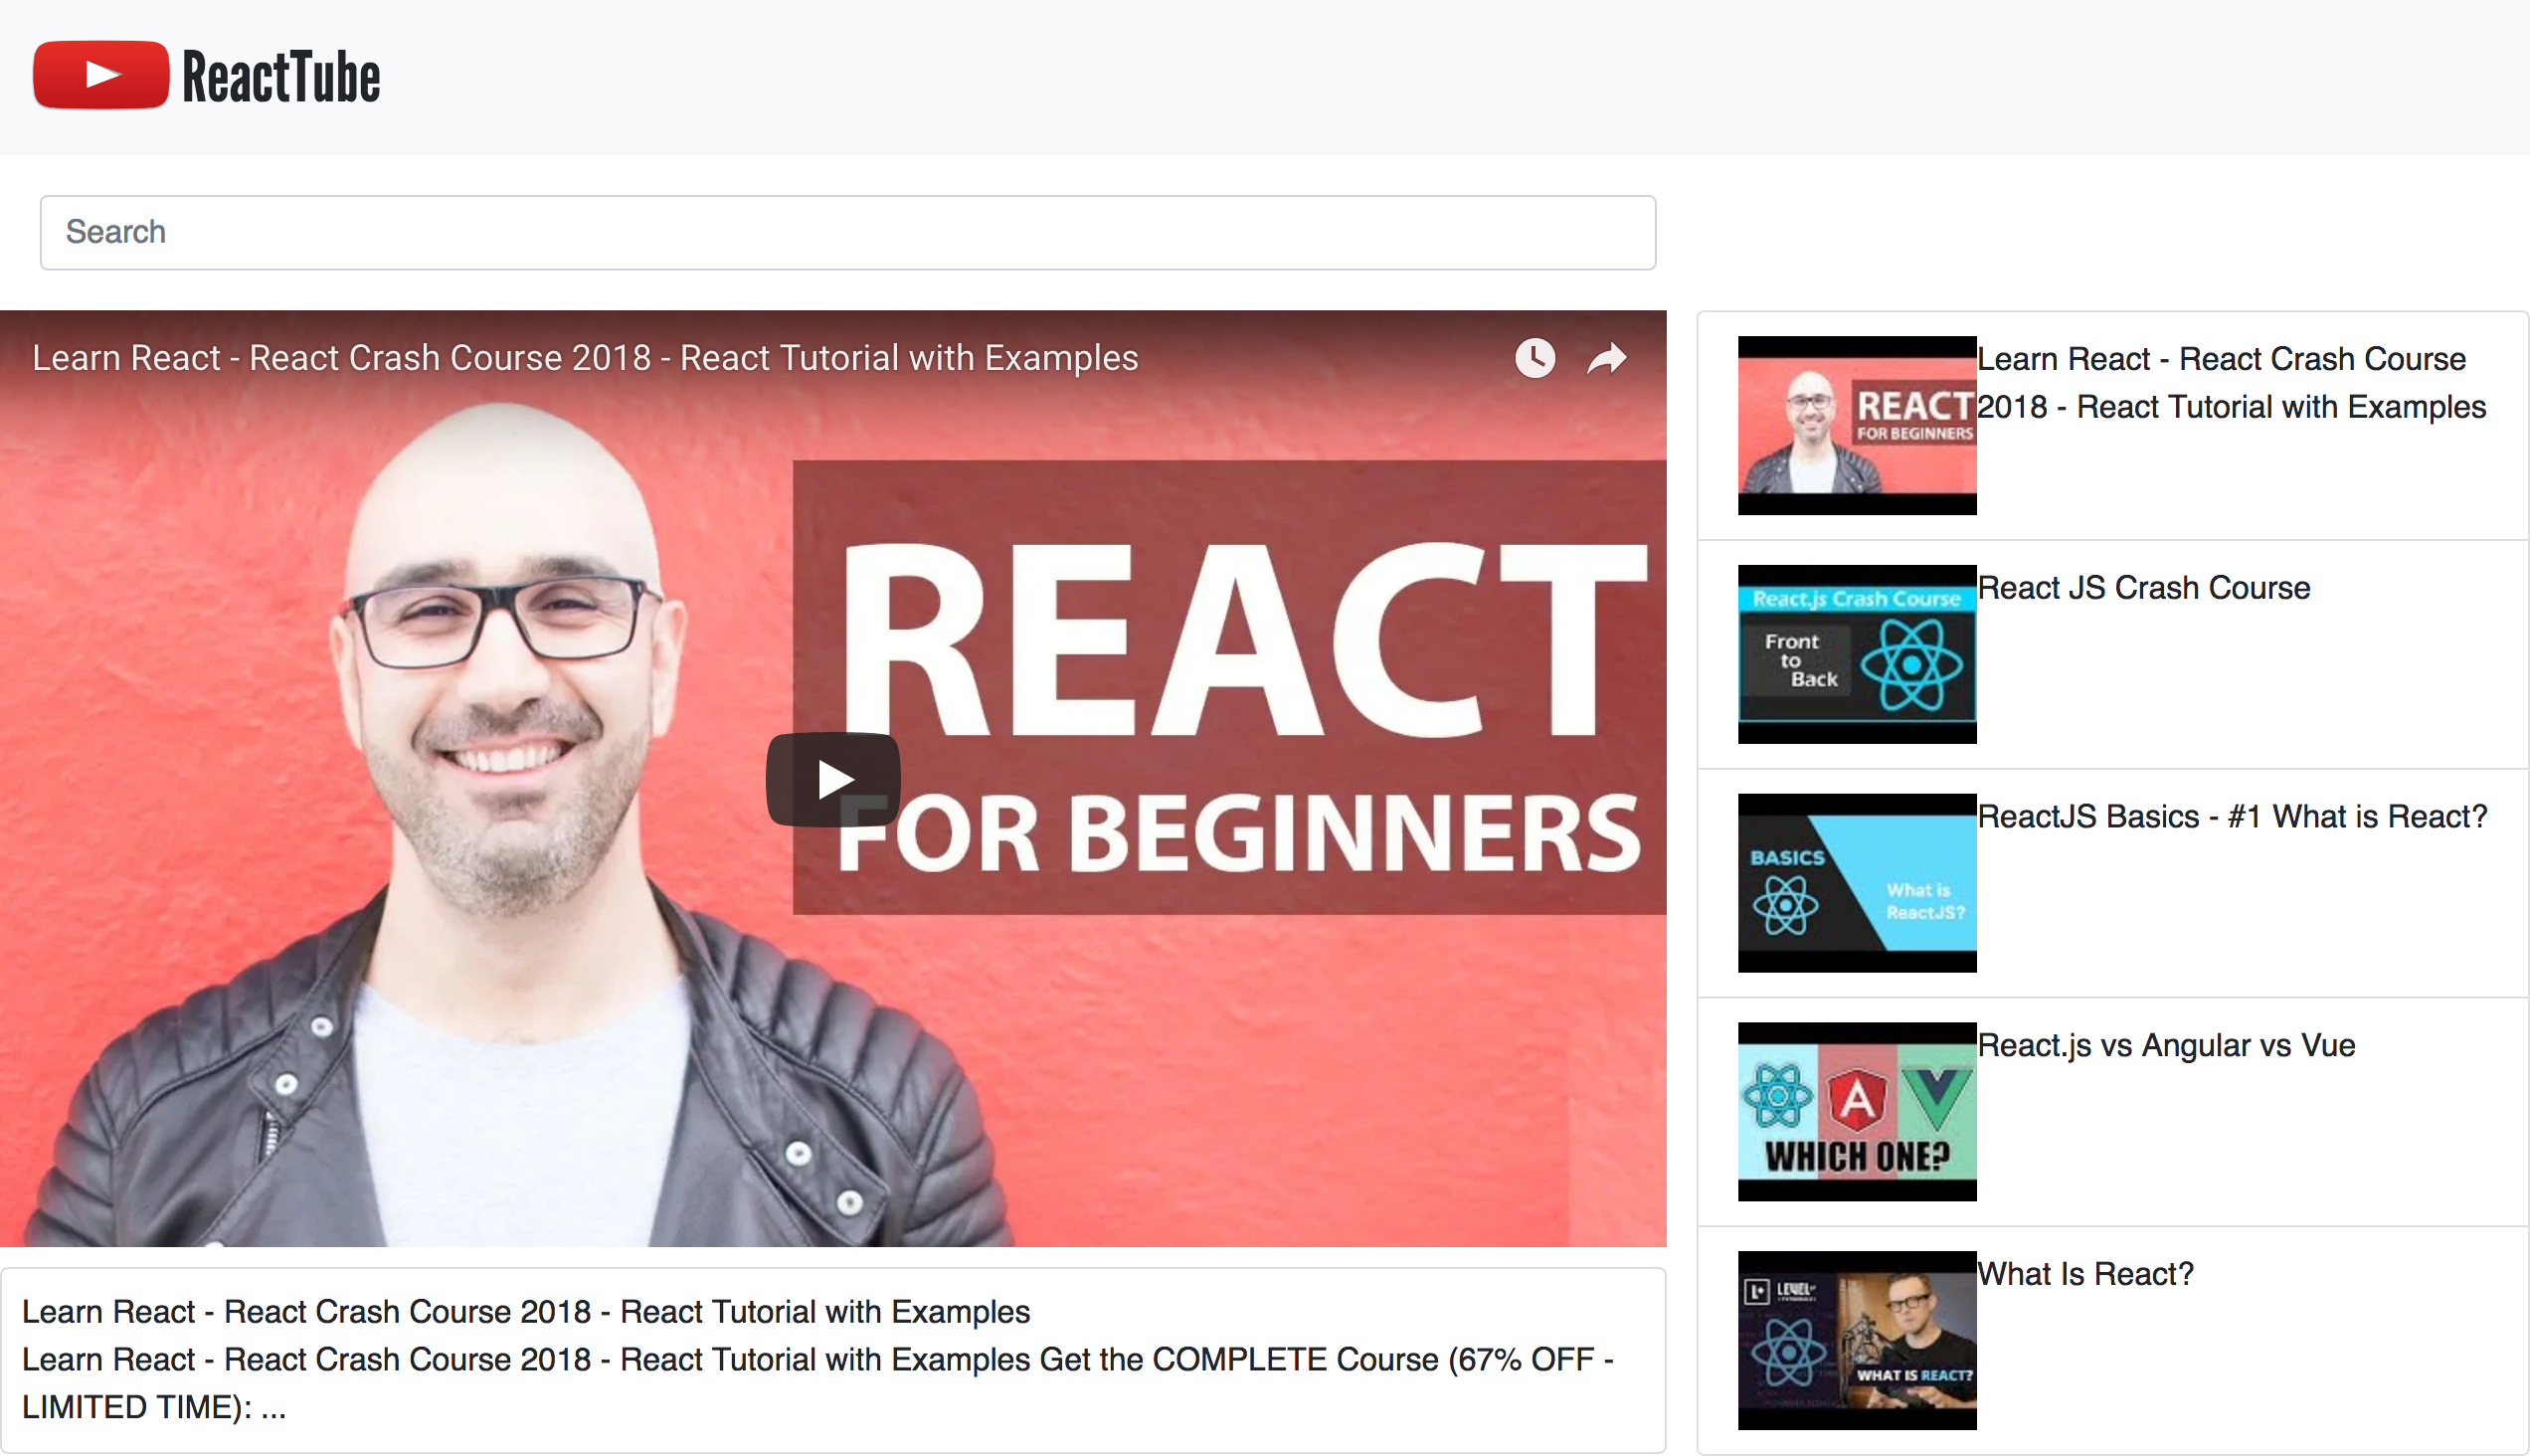 ReactTube
Search
Learn React - React Crash Course 2018 - React Tutorial with Examples
REACT
FOR BEGINNERS
Learn React - React Crash Course 2018 - React Tutorial with Examples
Learn React - React Crash Course 2018 - React Tutorial with Examples Get the COMPLETE Course (67% OFF -
LIMITED TIME): ...
REACT
FOR BEGINNERS
Learn React - React Crash Course
2018 - React Tutorial with Examples
React.js Crash Course
Front
to
Back
React JS Crash Course
BASICS
What is
ReactJS?
ReactJS Basics - #1 What is React?
WHICH ONE?
React.js vs Angular vs Vue
LEVEL
WHAT IS REACT?
What Is React?